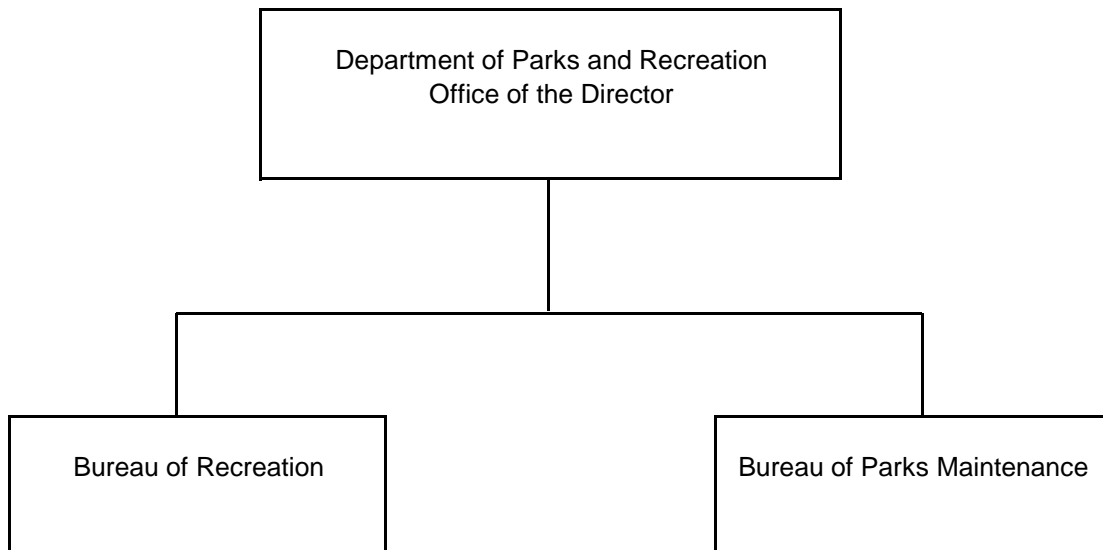 Department of Parks and Recreation
Office of the Director
Bureau of Recreation
Bureau of Parks Maintenance